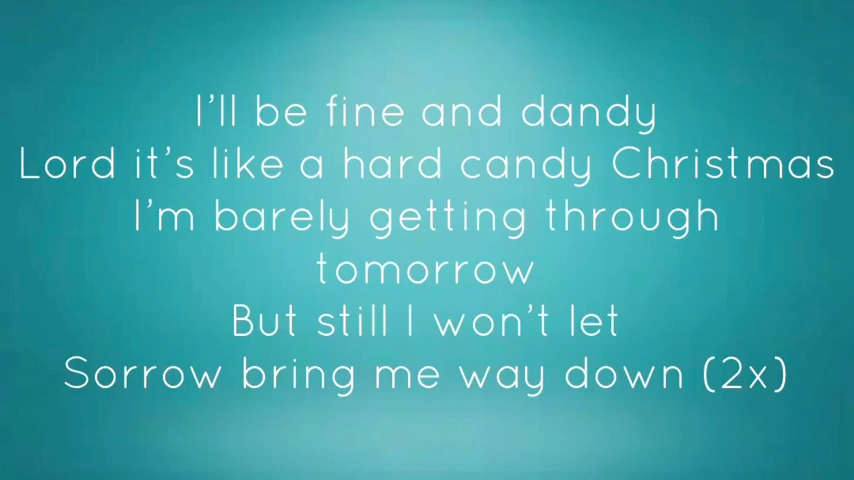 I'll be fine and dandy
Lord it's like a hard candy Christmas
I'm barely getting through
tomorrow
But still I won't let
Sorrow bring me way down (2x)